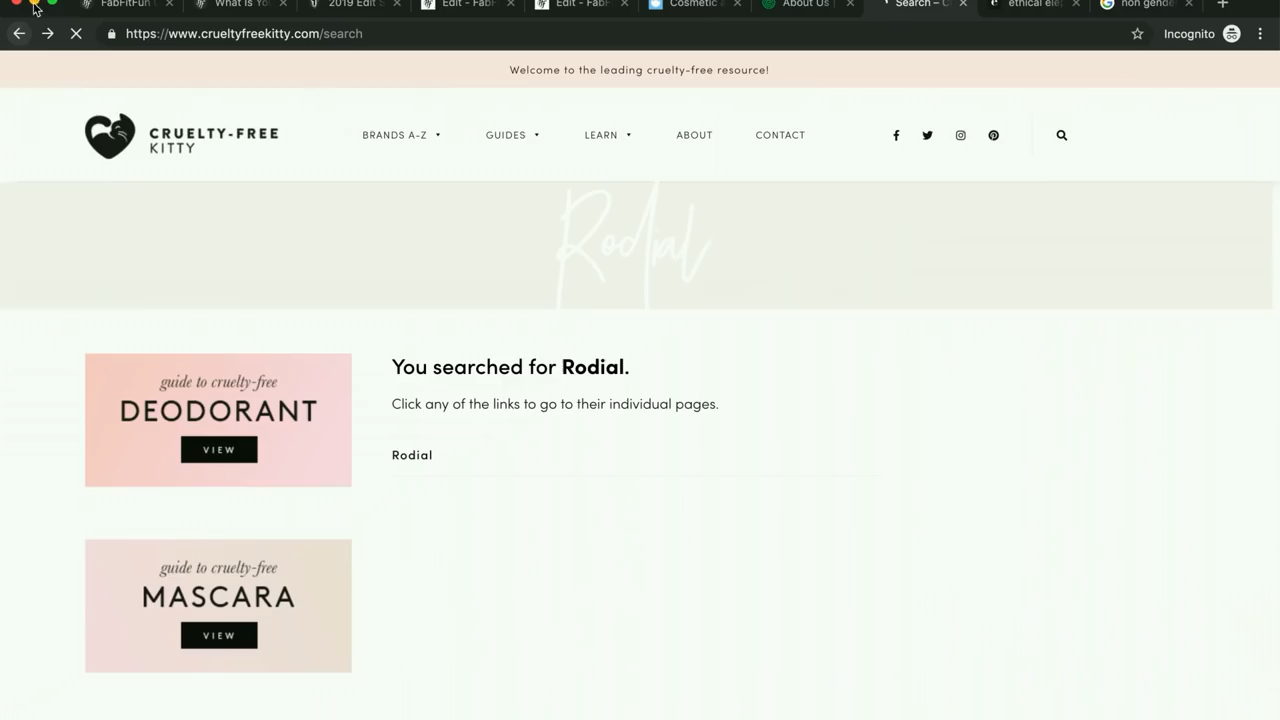 FabFitFun
What Is Yo
2019 Edit S
Edit - FabF
Edit - FabF
Cosmetic
About Us
Search – C
ethical ele
non gende
https://www.crueltyfreekitty.com/search
Incognito
Welcome to the leading cruelty-free resource!
CRUELTY-FREE
KITTY
BRANDS A-Z
GUIDES
LEARN
ABOUT
CONTACT
Rodial
guide to cruelty-free
DEODORANT
VIEW
You searched for Rodial.
Click any of the links to go to their individual pages.
Rodial
guide to cruelty-free
MASCARA
VIEW